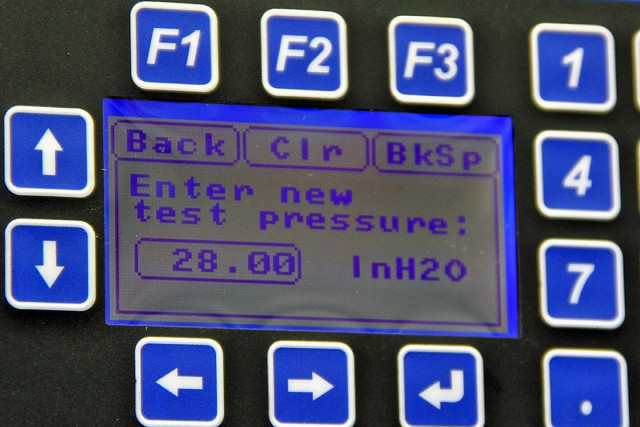 F1 F2 F3 1
Back Clr BkSp
4
Enter new
test pressure:
28.00 InH2O
7
.